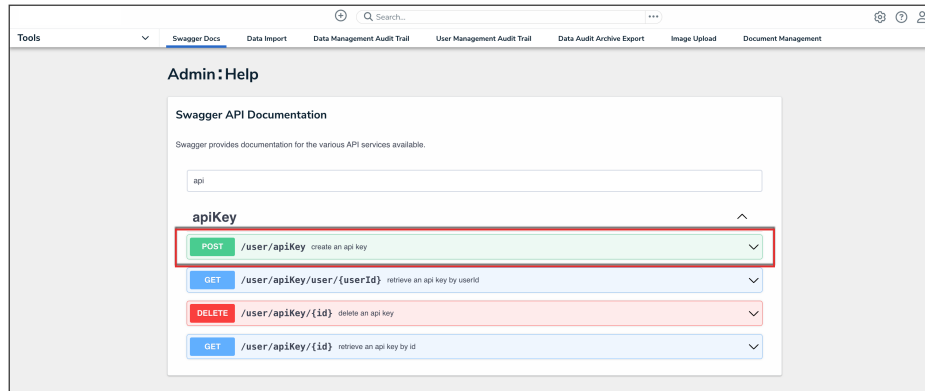 Search...
Tools Swagger Docs Data Import Data Management Audit Trail User Management Audit Trail Data Audit Archive Export Image Upload Document Management
Admin:Help
Swagger API Documentation
Swagger provides documentation for the various API services available.
api
apiKey
POST /user/apiKey create an api key
GET /user/apiKey/user/{userId} retrieve an api key by userId
DELETE /user/apiKey/{id} delete an api key
GET /user/apiKey/{id} retrieve an api key by id